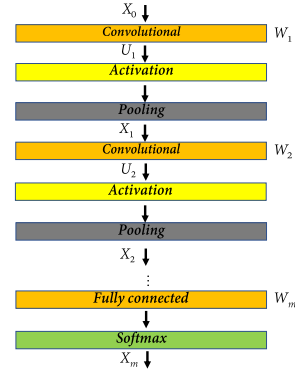 X0
Convolutional W1
U1
Activation
Pooling
X1
Convolutional W2
U2
Activation
Pooling
X2
⋮
Fully connected Wm
Softmax
Xm